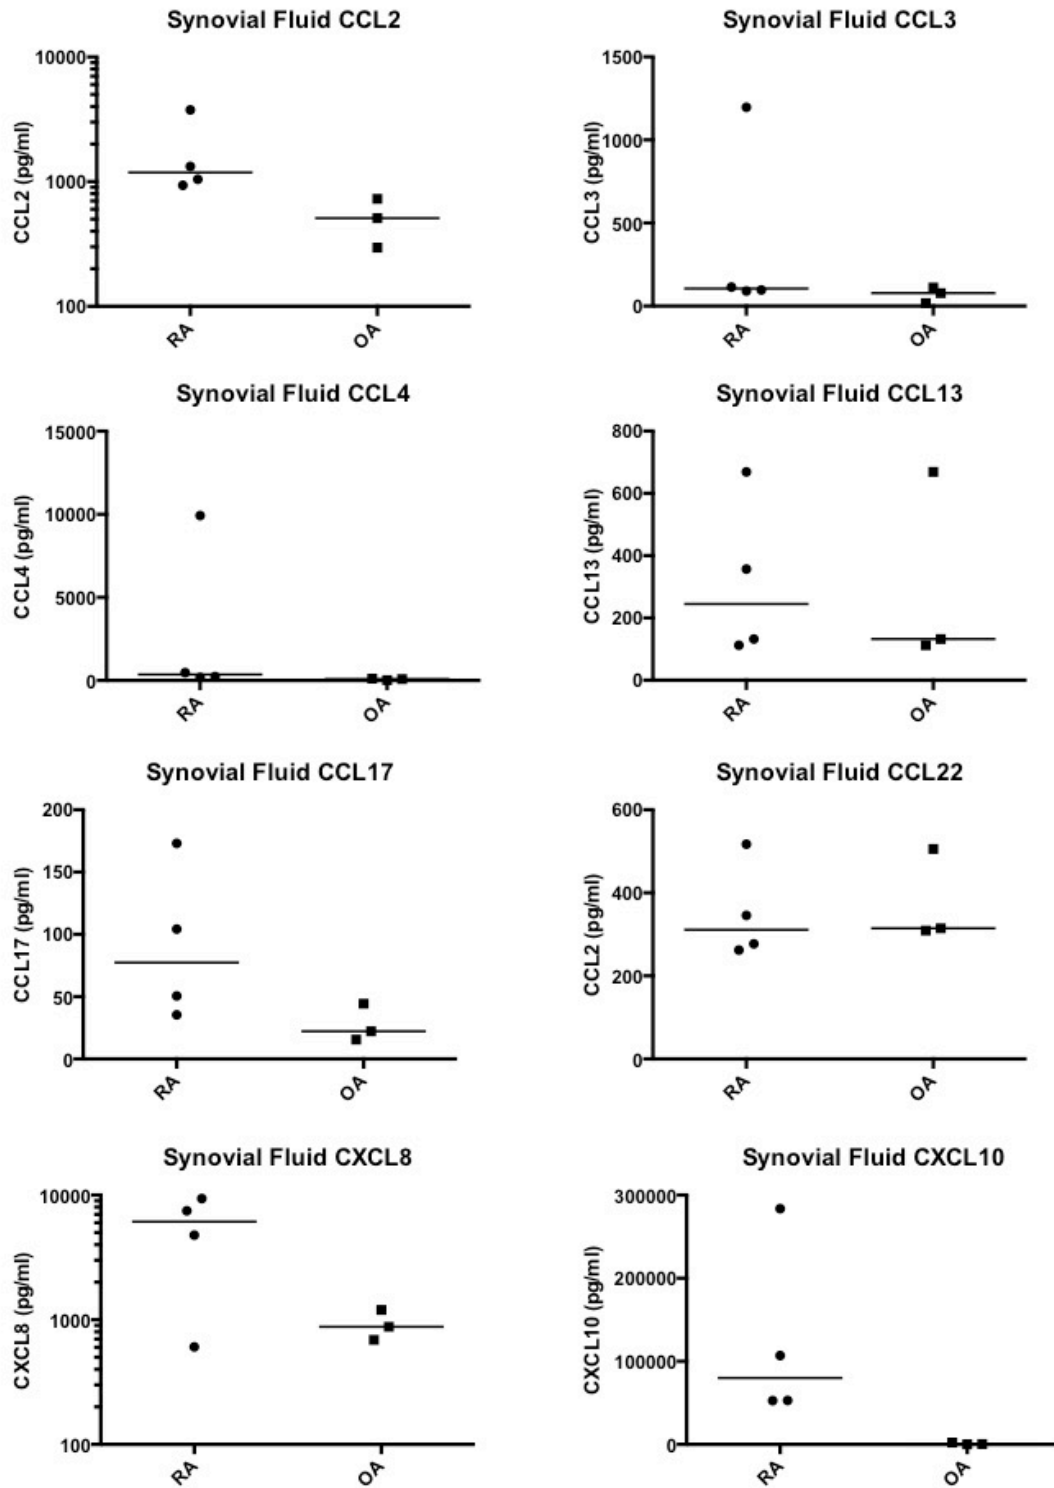 Synovial Fluid CCL2
10000
1000
100
CCL2 (pg/ml)
RA
OA
Synovial Fluid CCL3
1500
1000
500
0
CCL3 (pg/ml)
RA
OA
Synovial Fluid CCL4
15000
10000
5000
0
CCL4 (pg/ml)
RA
OA
Synovial Fluid CCL13
800
600
400
200
0
CCL13 (pg/ml)
RA
OA
Synovial Fluid CCL17
200
150
100
50
0
CCL17 (pg/ml)
RA
OA
Synovial Fluid CCL22
600
400
200
0
CCL2 (pg/ml)
RA
OA
Synovial Fluid CXCL8
10000
1000
100
CXCL8 (pg/ml)
RA
OA
Synovial Fluid CXCL10
300000
200000
100000
0
CXCL10 (pg/ml)
RA
OA